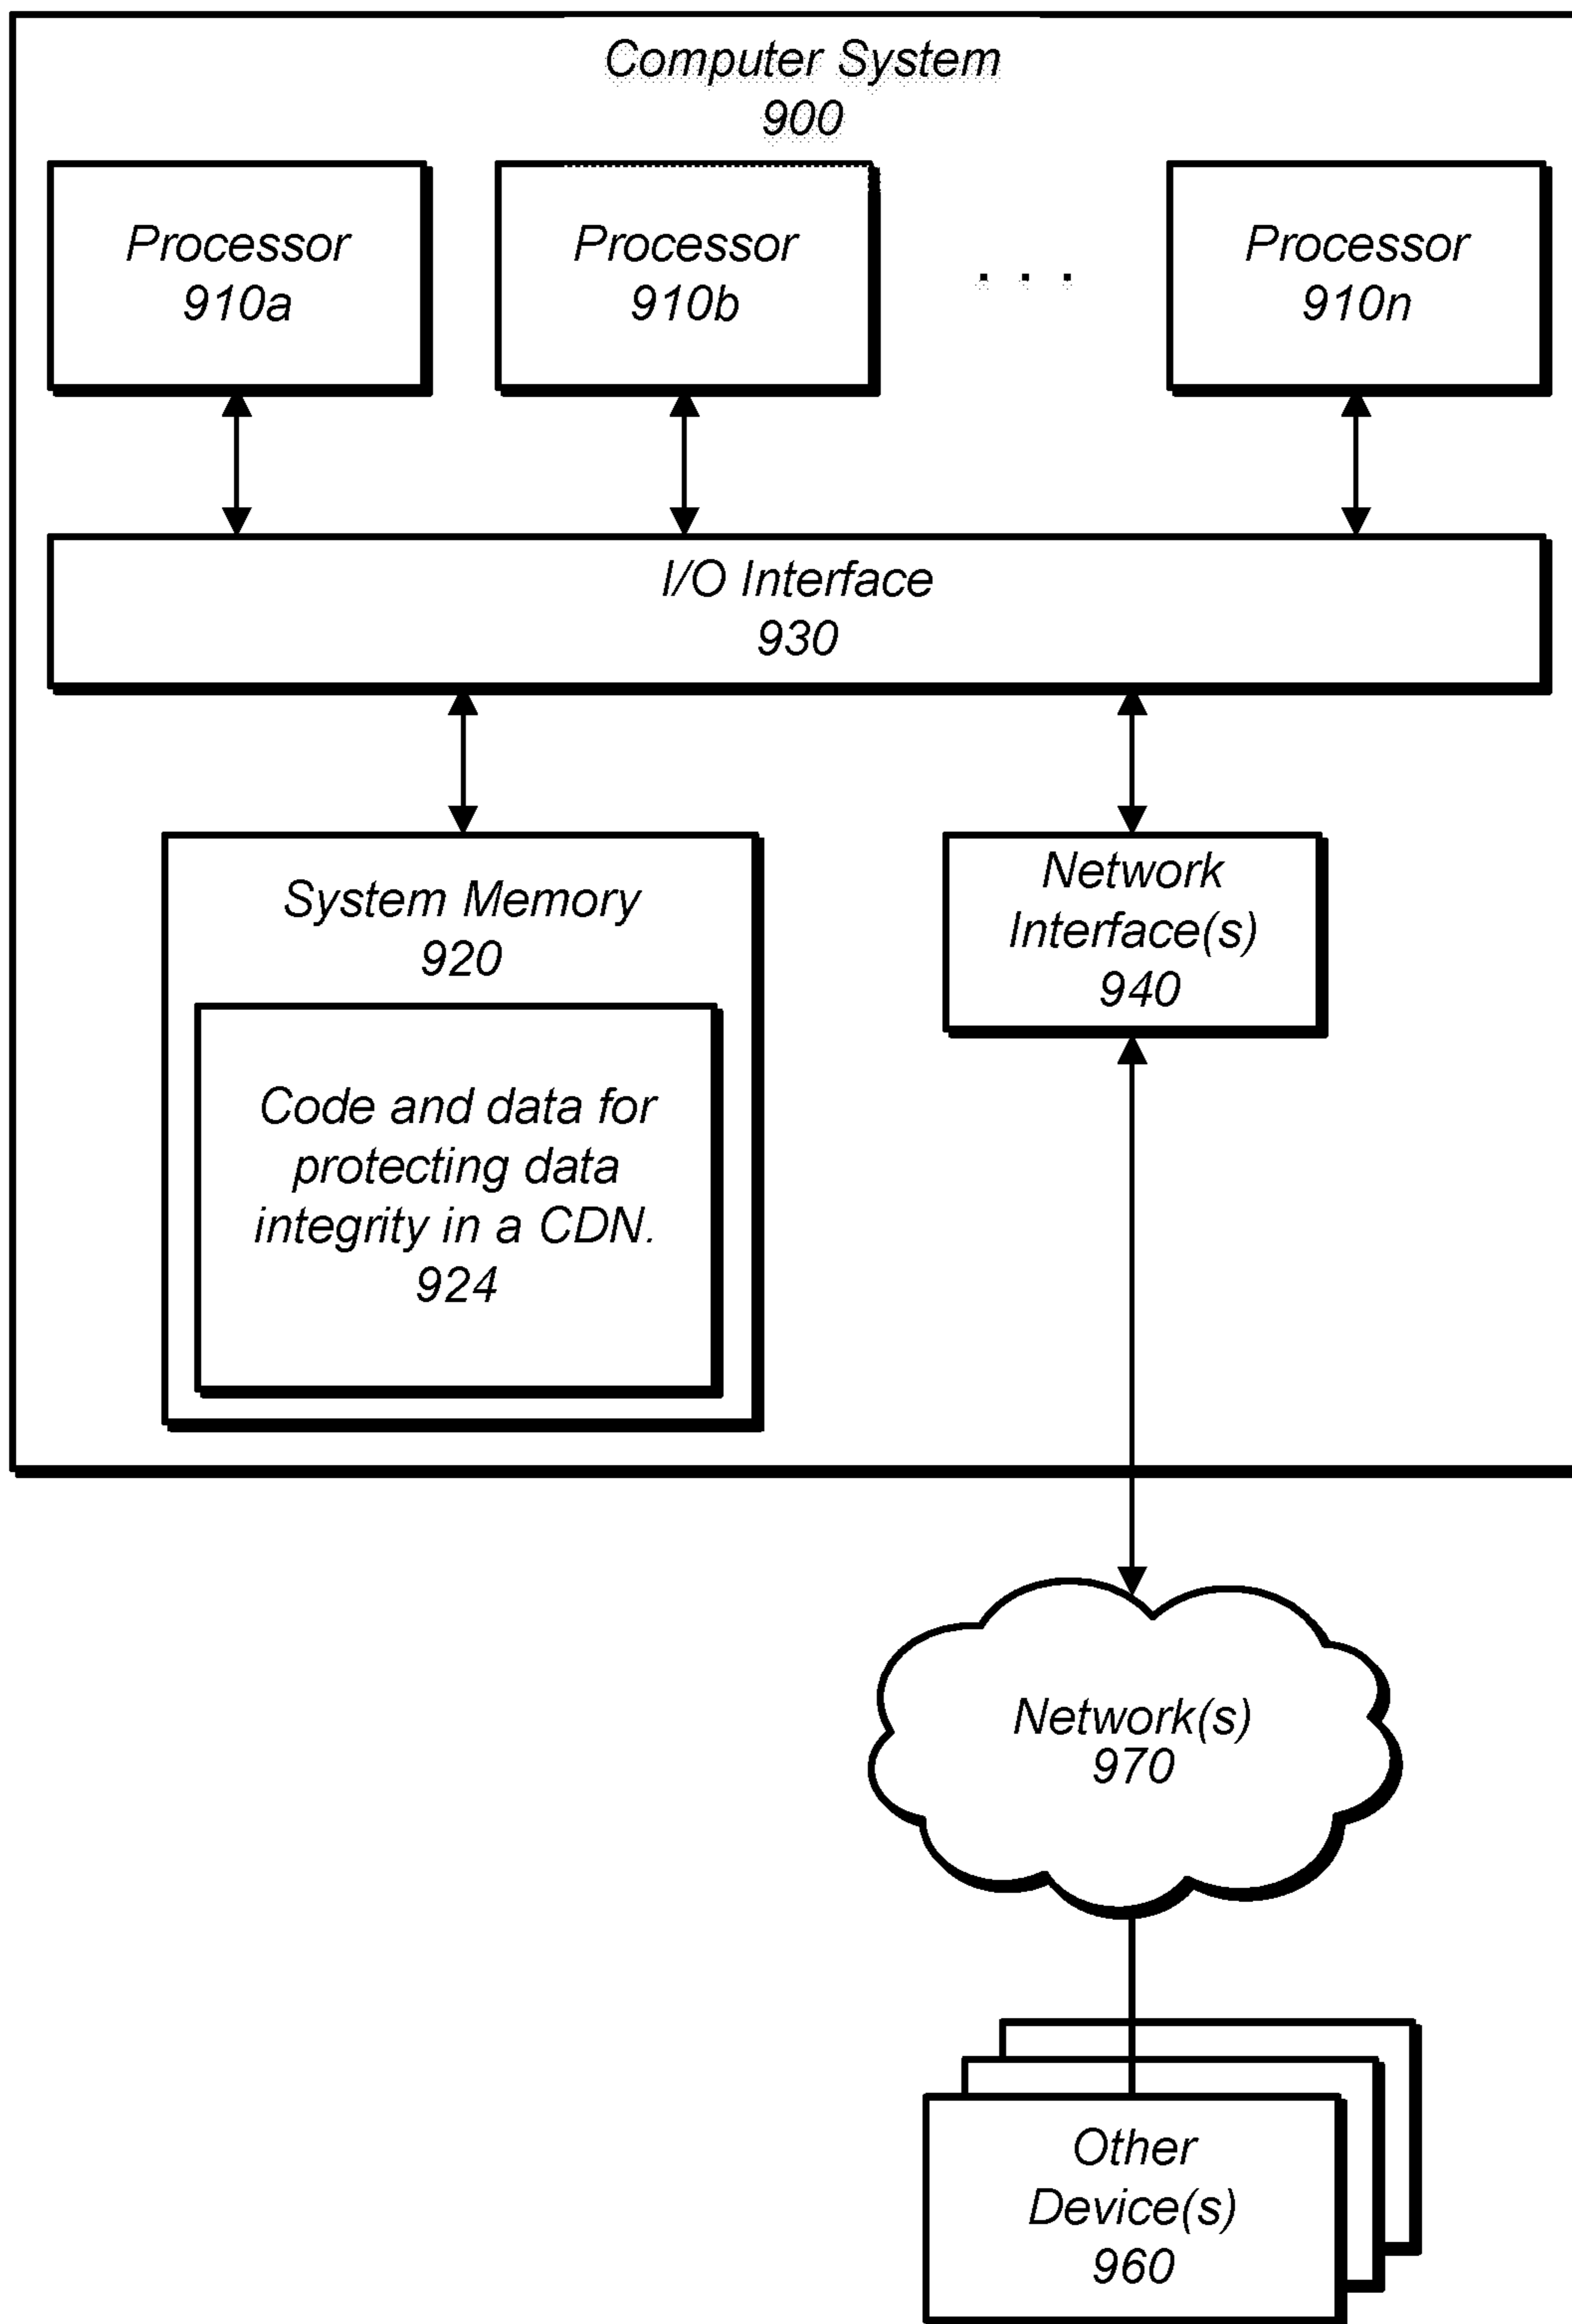 Computer System
900
Processor
910a
Processor
910b
. . .
Processor
910n
I/O Interface
930
System Memory
920
Code and data for
protecting data
integrity in a CDN.
924
Network
Interface(s)
940
Network(s)
970
Other
Device(s)
960